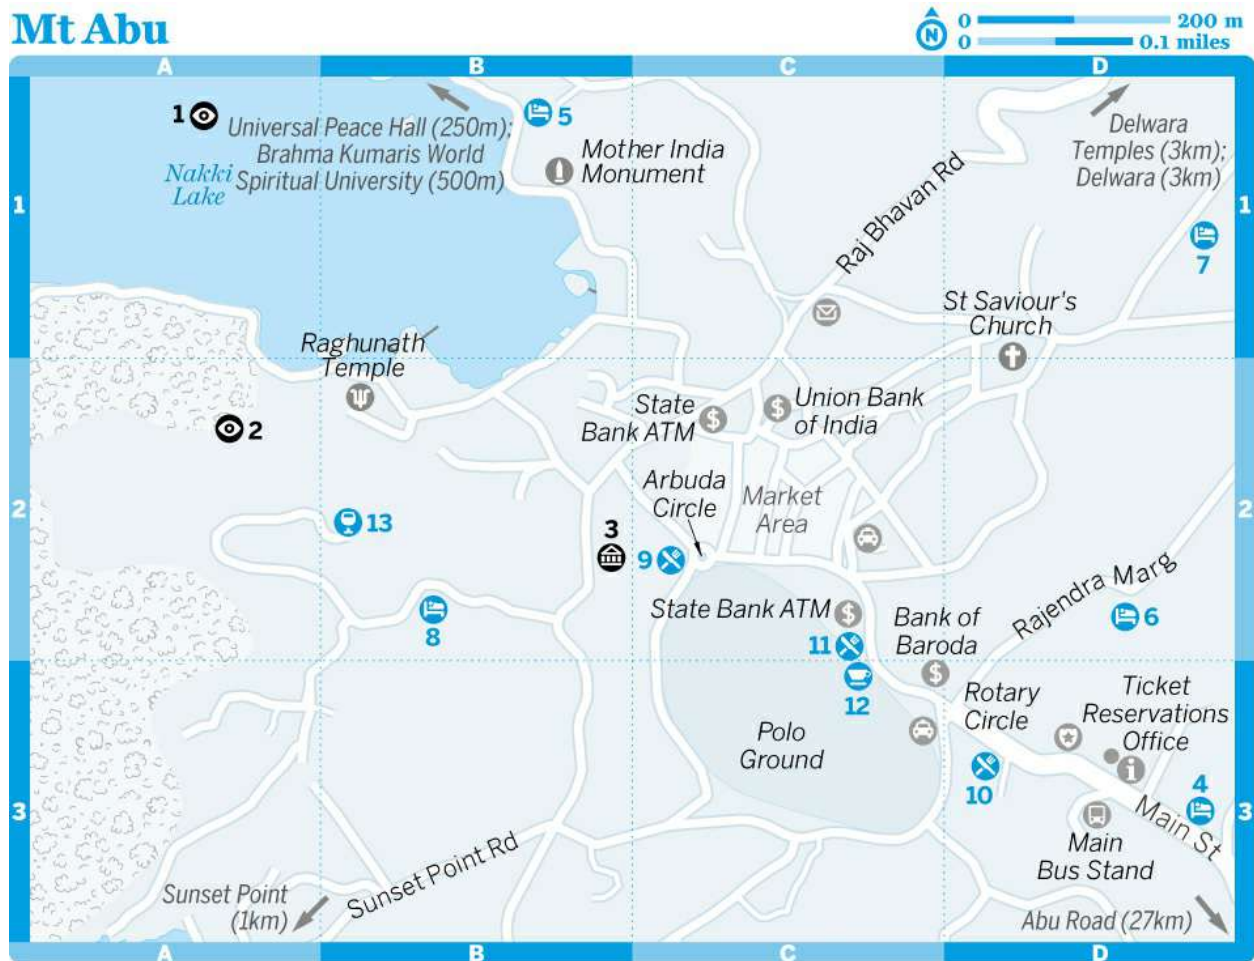 Mt Abu
N
0 200 m
0 0.1 miles
A B C D
1
1
1
Universal Peace Hall (250m);
Brahma Kumaris World
Spiritual University (500m)
Nakki
Lake
5
Mother India
Monument
Raj Bhavan Rd
Delwara
Temples (3km);
Delwara (3km)
7
St Saviour's
Church
Raghunath
Temple
2
State
Bank ATM
$
$
Union Bank
of India
Arbuda
Circle
Market
Area
2
2
13
3
9
8
State Bank ATM
$
11
12
Bank of
Baroda
$
Rajendra Marg
6
Rotary
Circle
Ticket
Reservations
Office
i
Polo
Ground
10
4
3
3
Main St
Main
Bus Stand
Sunset Point Rd
Sunset Point
(1km)
Abu Road (27km)
A B C D